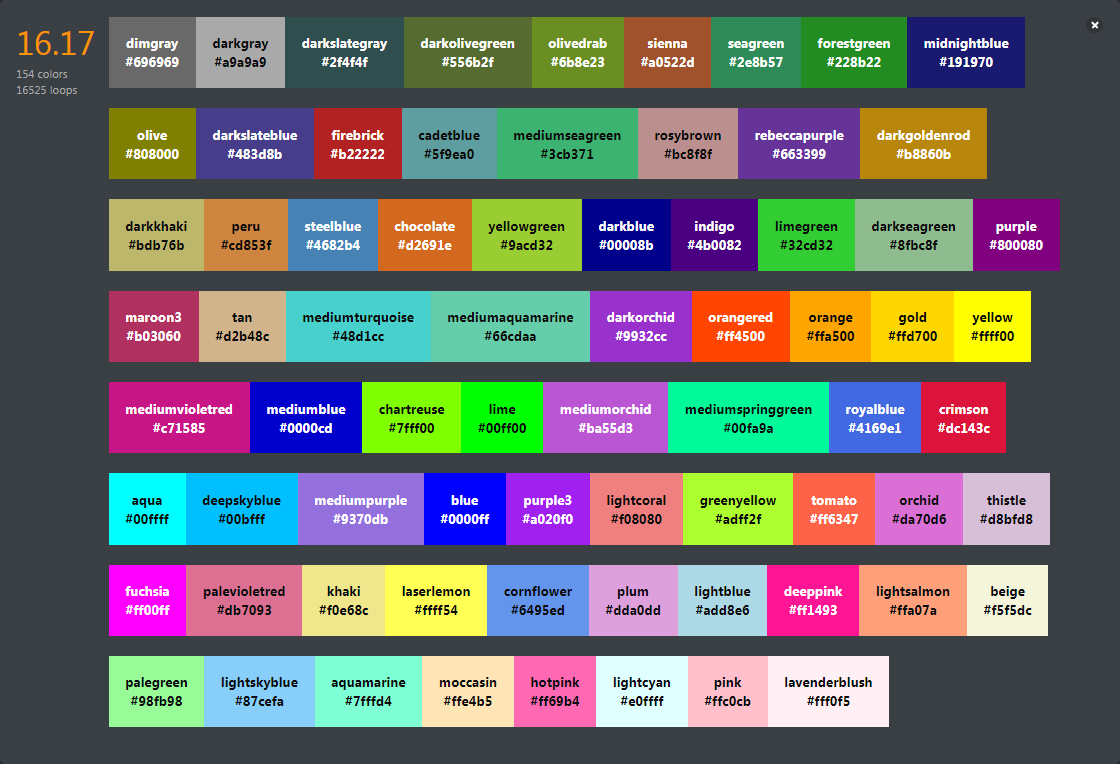 16.17
154 colors
16525 loops
dimgray darkgray darkslategray darkolivegreen olivedrab sienna seagreen forestgreen midnightblue
#696969 #a9a9a9 #2f4f4f #556b2f #6b8e23 #a0522d #2e8b57 #228b22 #191970
olive darkslateblue firebrick cadetblue mediumseagreen rosybrown rebeccapurple darkgoldenrod
#808000 #483d8b #b22222 #5f9ea0 #3cb371 #bc8f8f #663399 #b8860b
darkkhaki peru steelblue chocolate yellowgreen darkblue indigo limegreen darkseagreen purple
#bdb76b #cd853f #4682b4 #d2691e #9acd32 #00008b #4b0082 #32cd32 #8fbc8f #800080
maroon3 tan mediumturquoise mediumaquamarine darkorchid orangered orange gold yellow
#b03060 #d2b48c #48d1cc #66cdaa #9932cc #ff4500 #ffa500 #ffd700 #ffff00
mediumvioletred mediumblue chartreuse lime mediumorchid mediumspringgreen royalblue crimson
#c71585 #0000cd #7fff00 #00ff00 #ba55d3 #00fa9a #4169e1 #dc143c
aqua deepskyblue mediumpurple blue purple3 lightcoral greenyellow tomato orchid thistle
#00ffff #00bfff #9370db #0000ff #a020f0 #f08080 #adff2f #ff6347 #da70d6 #d8bfd8
fuchsia palevioletred khaki laserlemon cornflower plum lightblue deeppink lightsalmon beige
#ff00ff #db7093 #f0e68c #ffff54 #6495ed #dda0dd #add8e6 #ff1493 #ffa07a #f5f5dc
palegreen lightskyblue aquamarine moccasin hotpink lightcyan pink lavenderblush
#98fb98 #87cefa #7fffd4 #ffe4b5 #ff69b4 #e0ffff #ffc0cb #fff0f5